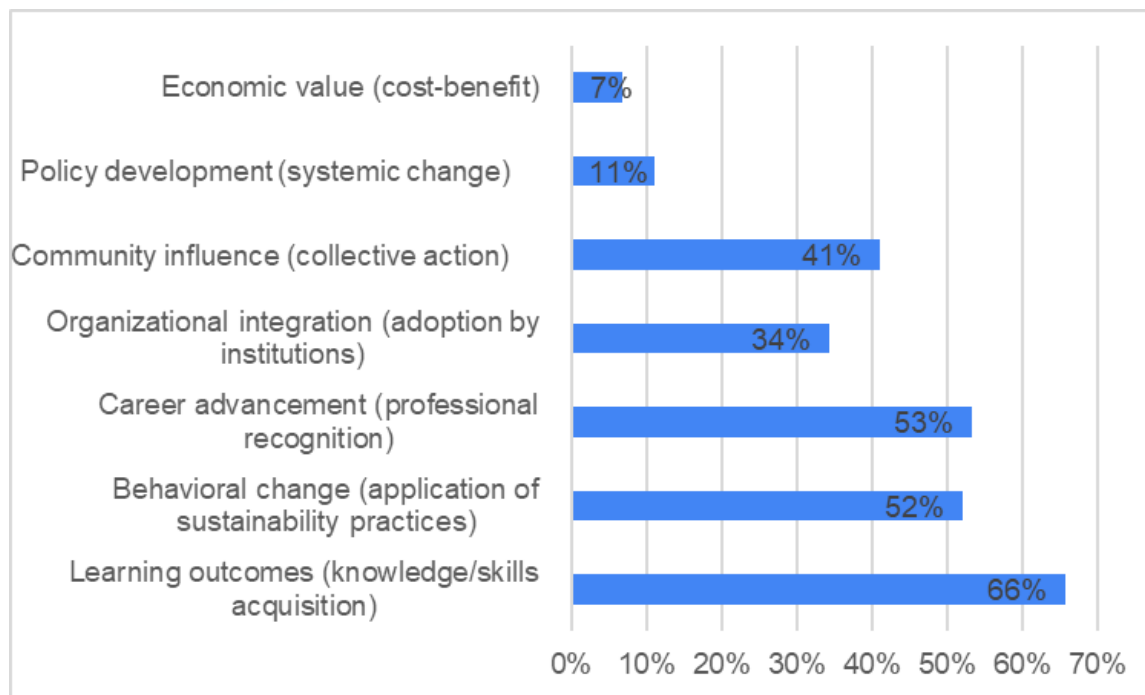 Economic value (cost-benefit)
7%
Policy development (systemic change)
11%
Community influence (collective action)
41%
Organizational integration (adoption by
institutions)
34%
Career advancement (professional
recognition)
53%
Behavioral change (application of
sustainability practices)
52%
Learning outcomes (knowledge/skills
acquisition)
66%
0% 10% 20% 30% 40% 50% 60% 70%